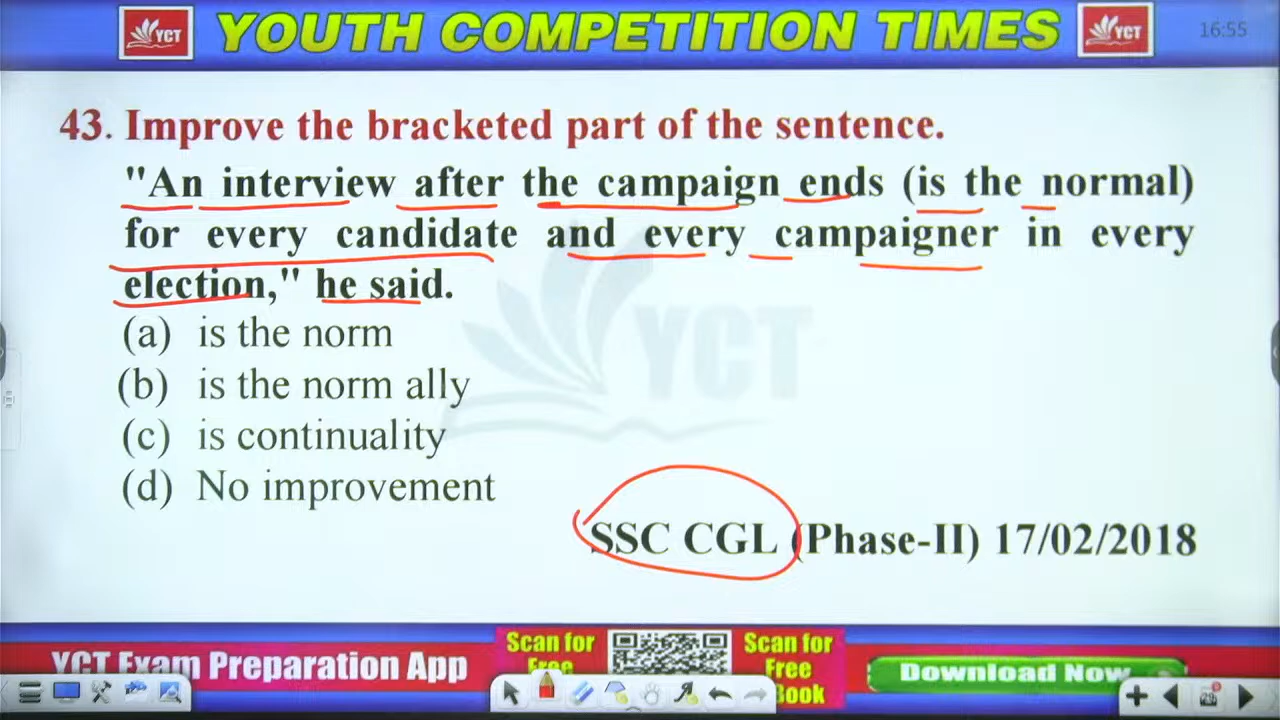 YCT YOUTH COMPETITION TIMES YCT 16:55
43. Improve the bracketed part of the sentence.
"An interview after the campaign ends (is the normal)
for every candidate and every campaigner in every
election," he said.
(a) is the norm
(b) is the norm ally
(c) is continuality
(d) No improvement
YCT
SSC CGL (Phase-II) 17/02/2018
YCT Exam Preparation App
Scan for
Free
Scan for
Free
Book
Download Now